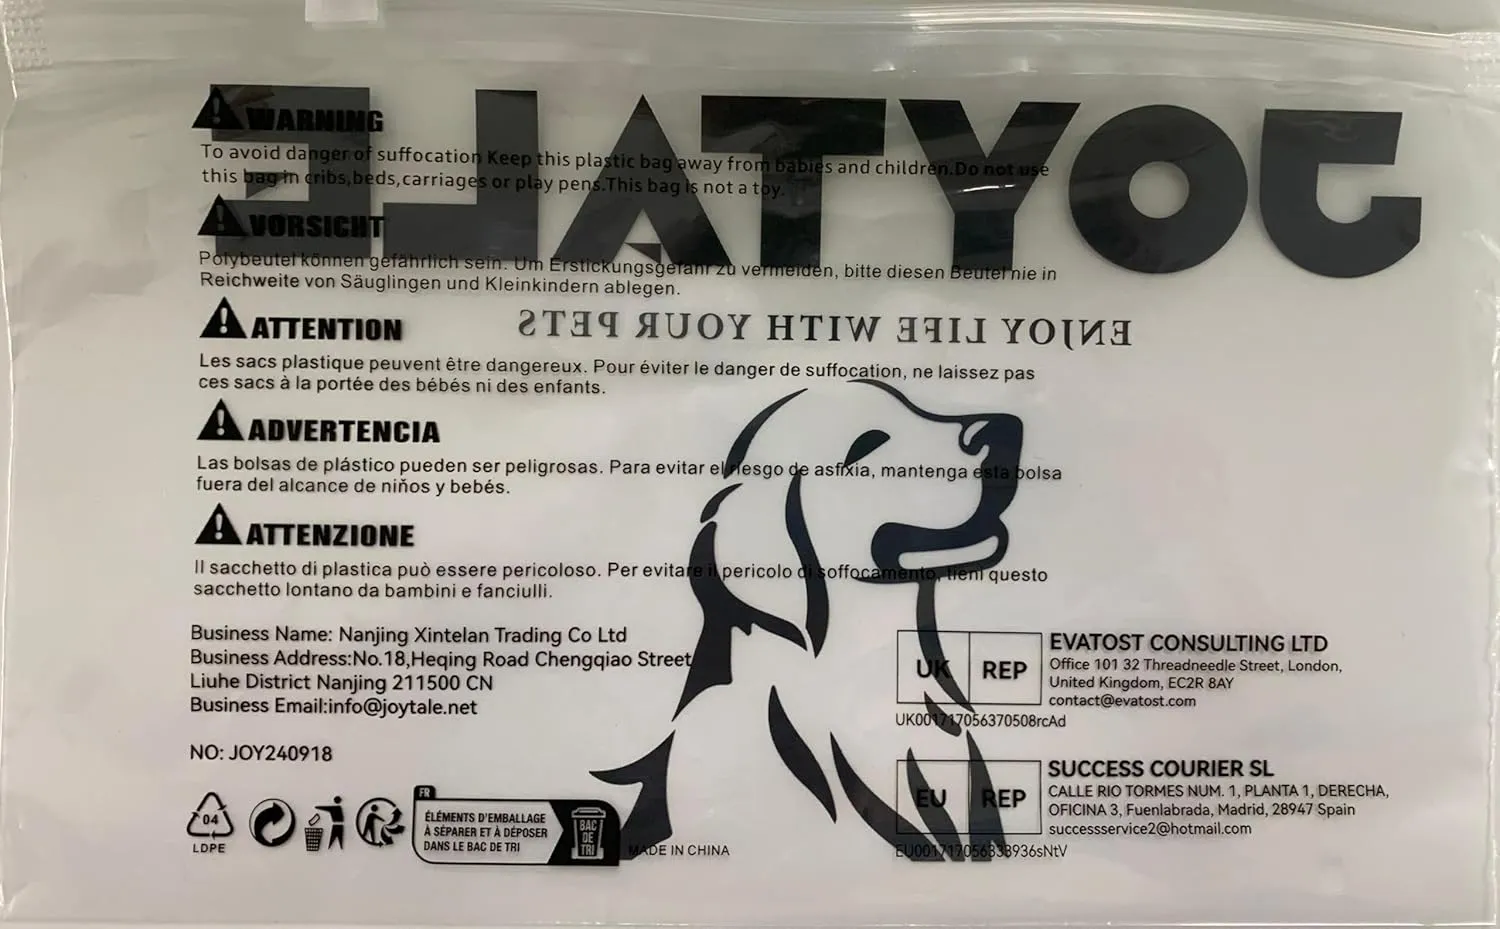 JOYTALE
WARNING
To avoid danger of suffocation Keep this plastic bag away from babies and children.Do not use
this bag in cribs,beds,carriages or play pens.This bag is not a toy.
VORSICHT
Polybeutel können gefährlich sein. Um Erstickungsgefahr zu vermeiden, bitte diesen Beutel nie in
Reichweite von Säuglingen und Kleinkindern ablegen.
ENJOY LIFE WITH YOUR PETS
ATTENTION
Les sacs plastique peuvent être dangereux. Pour éviter le danger de suffocation, ne laissez pas
ces sacs à la portée des bébés ni des enfants.
ADVERTENCIA
Las bolsas de plástico pueden ser peligrosas. Para evitar el riesgo de asfixia, mantenga esta bolsa
fuera del alcance de niños y bebés.
ATTENZIONE
Il sacchetto di plastica può essere pericoloso. Per evitare il pericolo di soffocamento, tieni questo
sacchetto lontano da bambini e fanciulli.
Business Name: Nanjing Xintelan Trading Co Ltd
Business Address:No.18,Heqing Road Chengqiao Street
Liuhe District Nanjing 211500 CN
Business Email:info@joytale.net
NO: JOY240918
04
LDPE
FR
ÉLÉMENTS D'EMBALLAGE
À SÉPARER ET À DÉPOSER
DANS LE BAC DE TRI
BAC
DE
TRI
MADE IN CHINA
UK REP
EVATOST CONSULTING LTD
Office 101 32 Threadneedle Street, London,
United Kingdom, EC2R 8AY
contact@evatost.com
UK001717056370508rcAd
EU REP
SUCCESS COURIER SL
CALLE RIO TORMES NUM. 1, PLANTA 1, DERECHA,
OFICINA 3, Fuenlabrada, Madrid, 28947 Spain
successservice2@hotmail.com
EU001717056333936sNtV